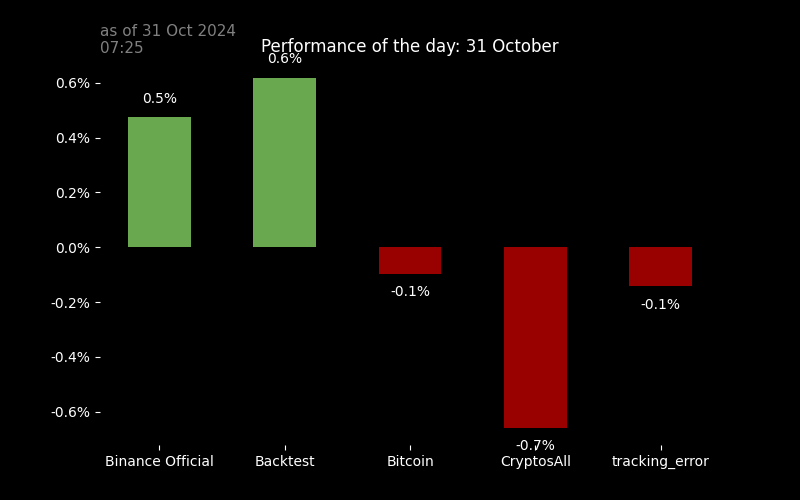 as of 31 Oct 2024
07:25
Performance of the day: 31 October
0.6%
0.4%
0.2%
0.0%
-0.2%
-0.4%
-0.6%
0.5%
0.6%
-0.1%
-0.7%
-0.1%
Binance Official
Backtest
Bitcoin
CryptosAll
tracking_error